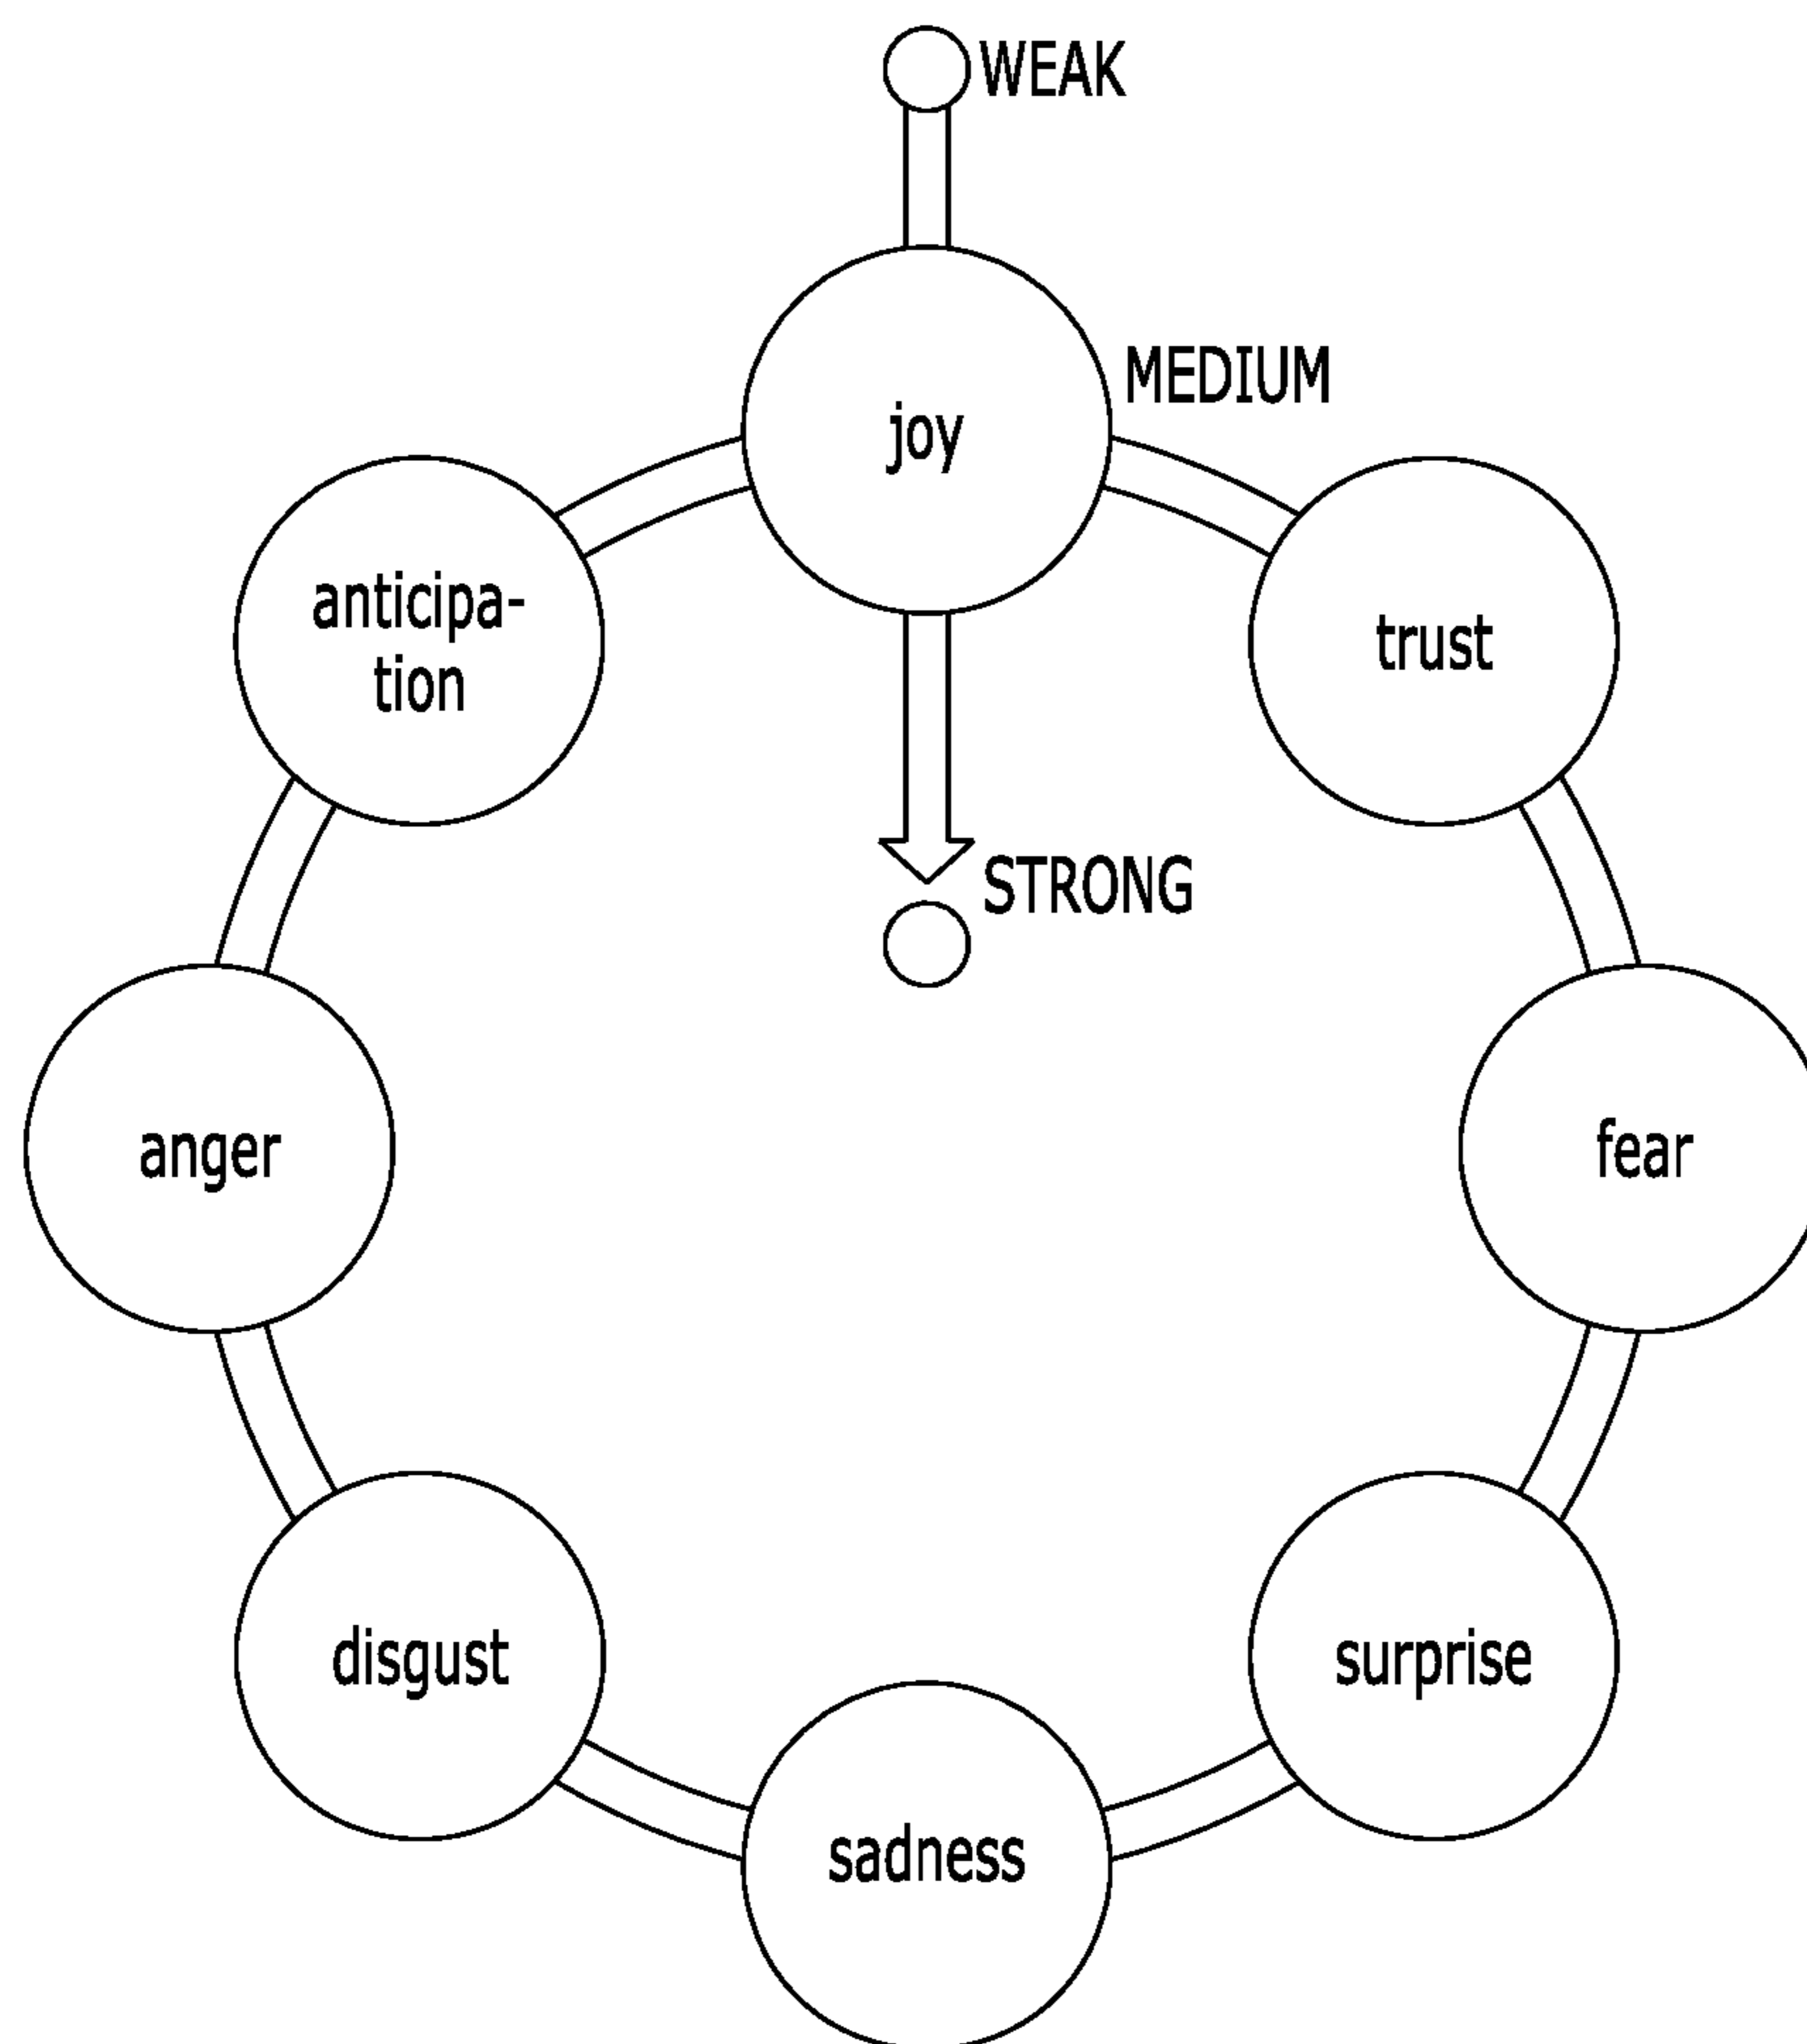 WEAK
MEDIUM
joy
anticipa-
tion
trust
STRONG
anger
fear
disgust
surprise
sadness